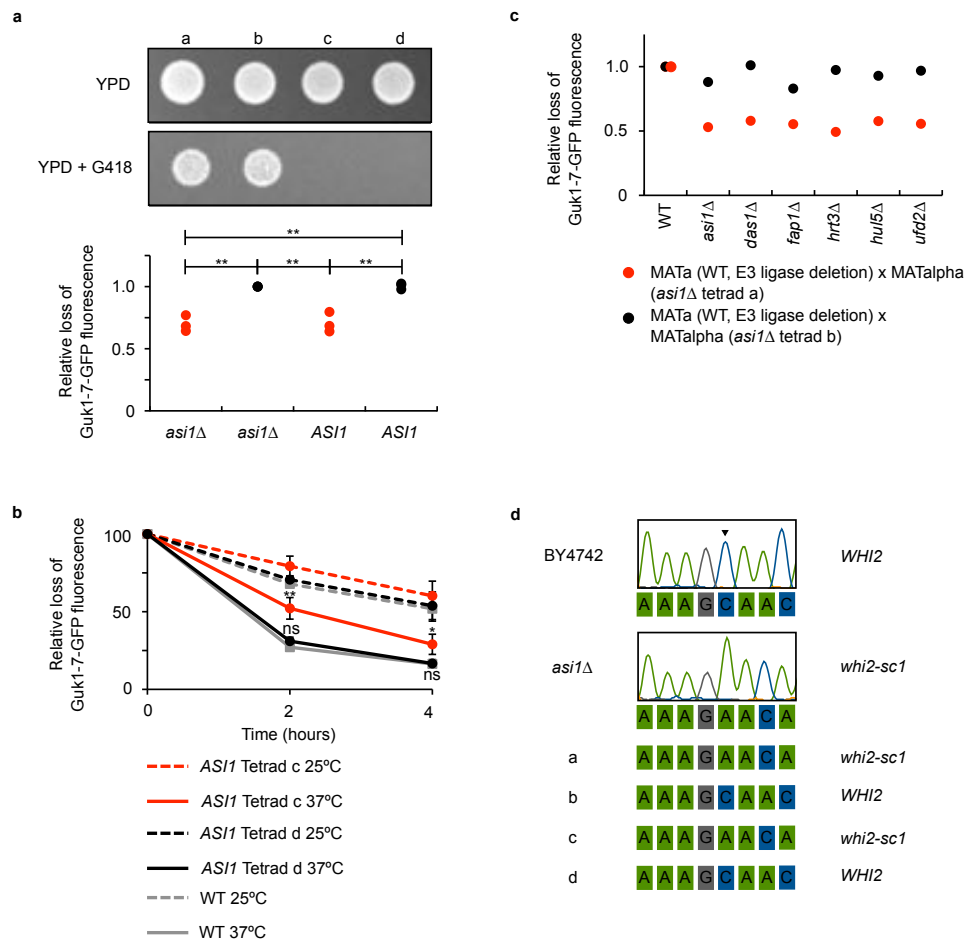 a
a b c d
YPD
YPD + G418
**
** ** **
Relative loss of
Guk1-7-GFP fluorescence
1.0
0.5
0
asi1Δ asi1Δ ASI1 ASI1
b
Relative loss of
Guk1-7-GFP fluorescence
100
50
25
0
**
ns
*
ns
0 2 4
Time (hours)
ASI1 Tetrad c 25ºC
ASI1 Tetrad c 37ºC
ASI1 Tetrad d 25ºC
ASI1 Tetrad d 37ºC
WT 25ºC
WT 37ºC
c
Relative loss of
Guk1-7-GFP fluorescence
1.0
0.5
0
WT
asi1Δ
das1Δ
fap1Δ
hrt3Δ
hul5Δ
ufd2Δ
MATa (WT, E3 ligase deletion) x MATalpha
(asi1Δ tetrad a)
MATa (WT, E3 ligase deletion) x
MATalpha (asi1Δ tetrad b)
d
BY4742 WHI2
A A A G C A A C
asi1Δ whi2-sc1
A A A G A A C A
a A A A G A A C A whi2-sc1
b A A A G C A A C WHI2
c A A A G A A C A whi2-sc1
d A A A G C A A C WHI2